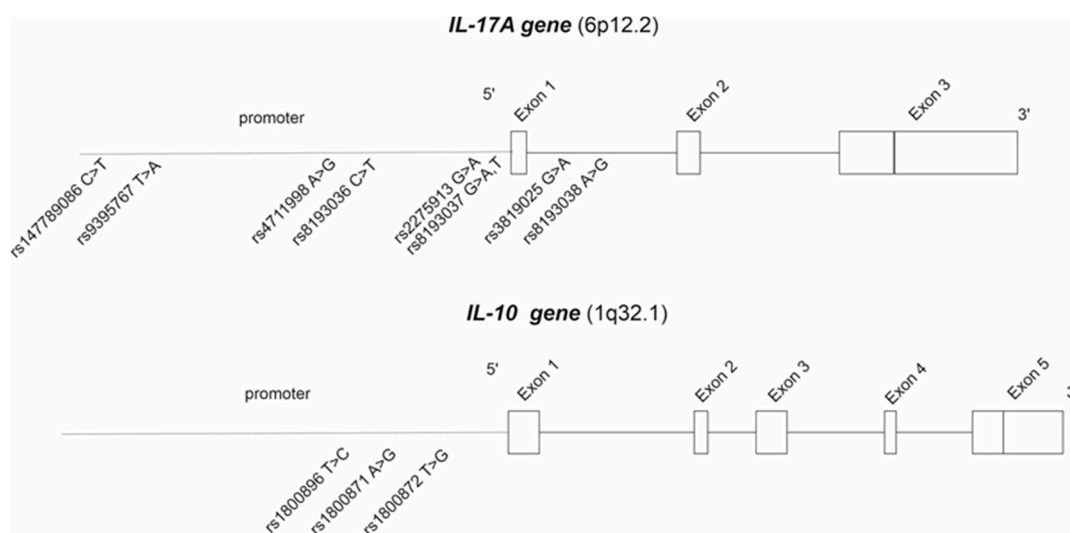 IL-17A gene (6p12.2)
5'
Exon 1
Exon 2
Exon 3
3'
promoter
rs147789086 C>T
rs9395767 T>A
rs4711998 A>G
rs8193036 C>T
rs2275913 G>A
rs8193037 G>A,T
rs3819025 G>A
rs8193038 A>G
IL-10 gene (1q32.1)
5'
Exon 1
Exon 2
Exon 3
Exon 4
Exon 5
promoter
rs1800896 T>C
rs1800871 A>G
rs1800872 T>G